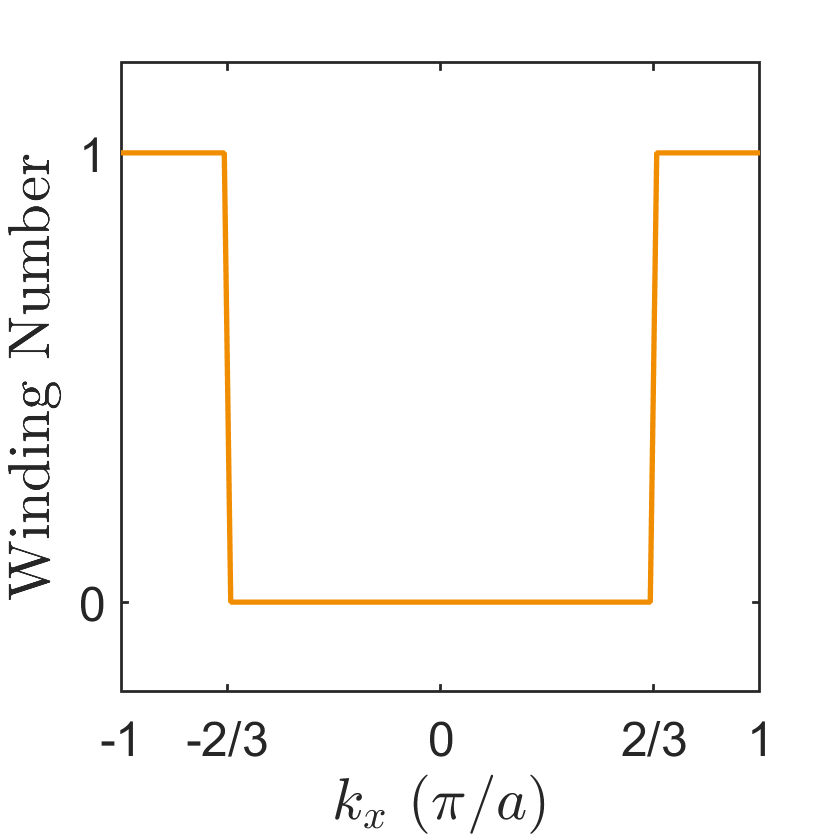 Winding Number
1
0
-1 -2/3 0 2/3 1
k_x (π/a)